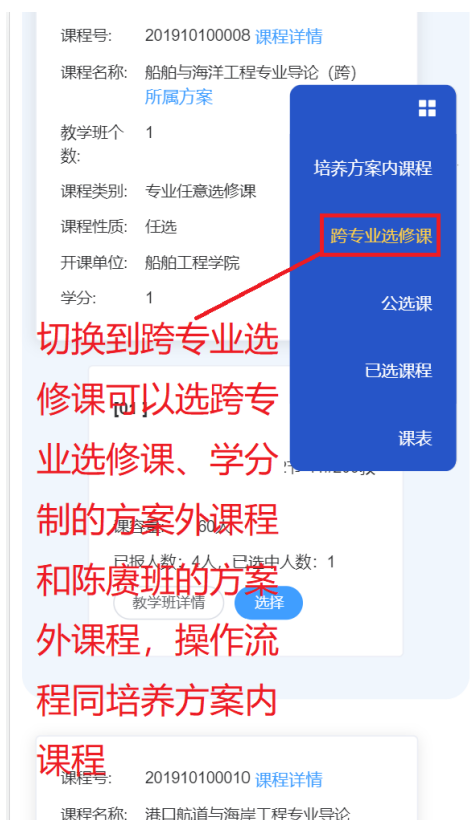 课程号: 201910100008 课程详情
课程名称: 船舶与海洋工程专业导论（跨）
所属方案
教学班个数: 1
课程类别: 专业任意选修课
课程性质: 任选
开课单位: 船舶工程学院
学分: 1
培养方案内课程
跨专业选修课
公选课
已选课程
课表
切换到跨专业选
修课可以选跨专
业选修课、学分
制的方案外课程
和陈赓班的方案
外课程，操作流
程同培养方案内
课程
[01 ]
课容量: 60人
已报人数: 4人，已选中人数: 1
教学班详情 选择
课程号: 201910100010 课程详情
课程名称: 港口航道与海岸工程专业导论